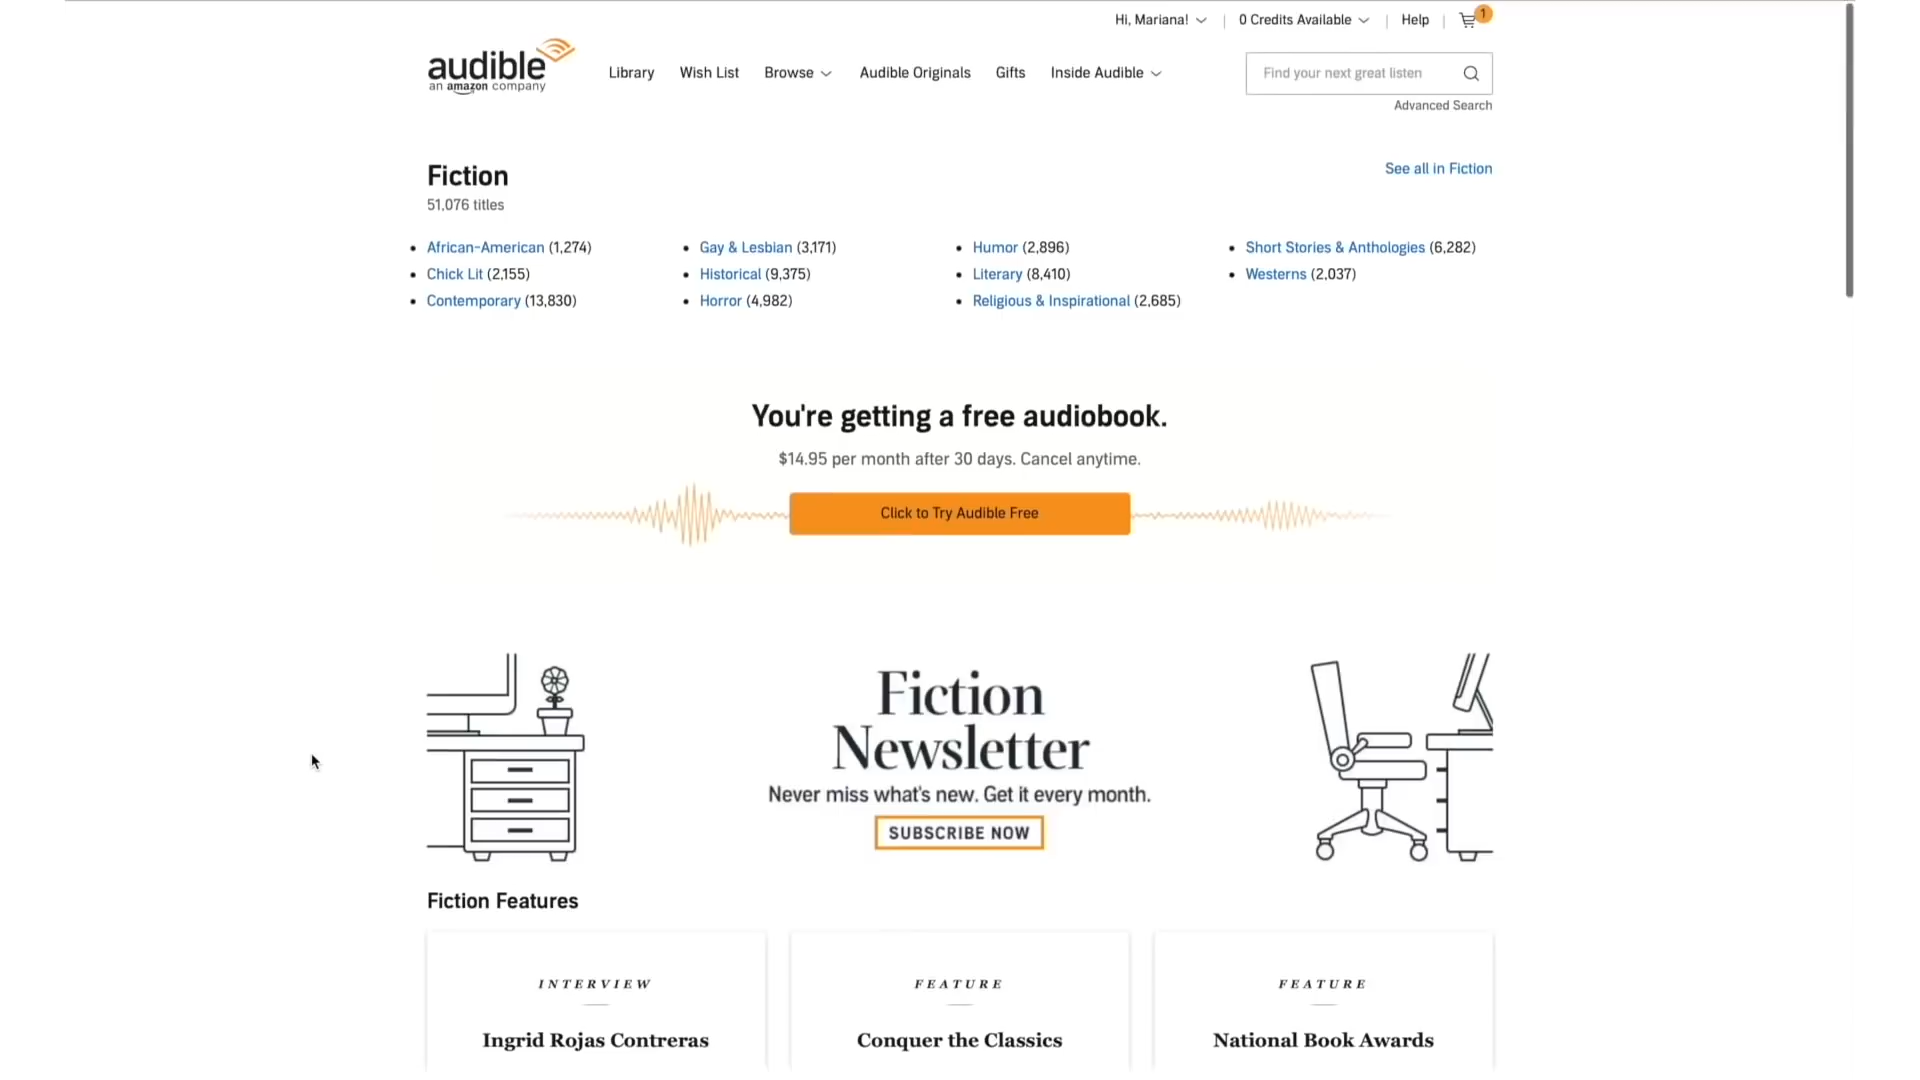 Hi, Mariana!
0 Credits Available
Help
1
audible
an amazon company
Library
Wish List
Browse
Audible Originals
Gifts
Inside Audible
Find your next great listen
Advanced Search
Fiction
See all in Fiction
51,076 titles
African-American (1,274)
Chick Lit (2,155)
Contemporary (13,830)
Gay & Lesbian (3,171)
Historical (9,375)
Horror (4,982)
Humor (2,896)
Literary (8,410)
Religious & Inspirational (2,685)
Short Stories & Anthologies (6,282)
Westerns (2,037)
You're getting a free audiobook.
$14.95 per month after 30 days. Cancel anytime.
Click to Try Audible Free
Fiction
Newsletter
Never miss what's new. Get it every month.
SUBSCRIBE NOW
Fiction Features
INTERVIEW
Ingrid Rojas Contreras
FEATURE
Conquer the Classics
FEATURE
National Book Awards